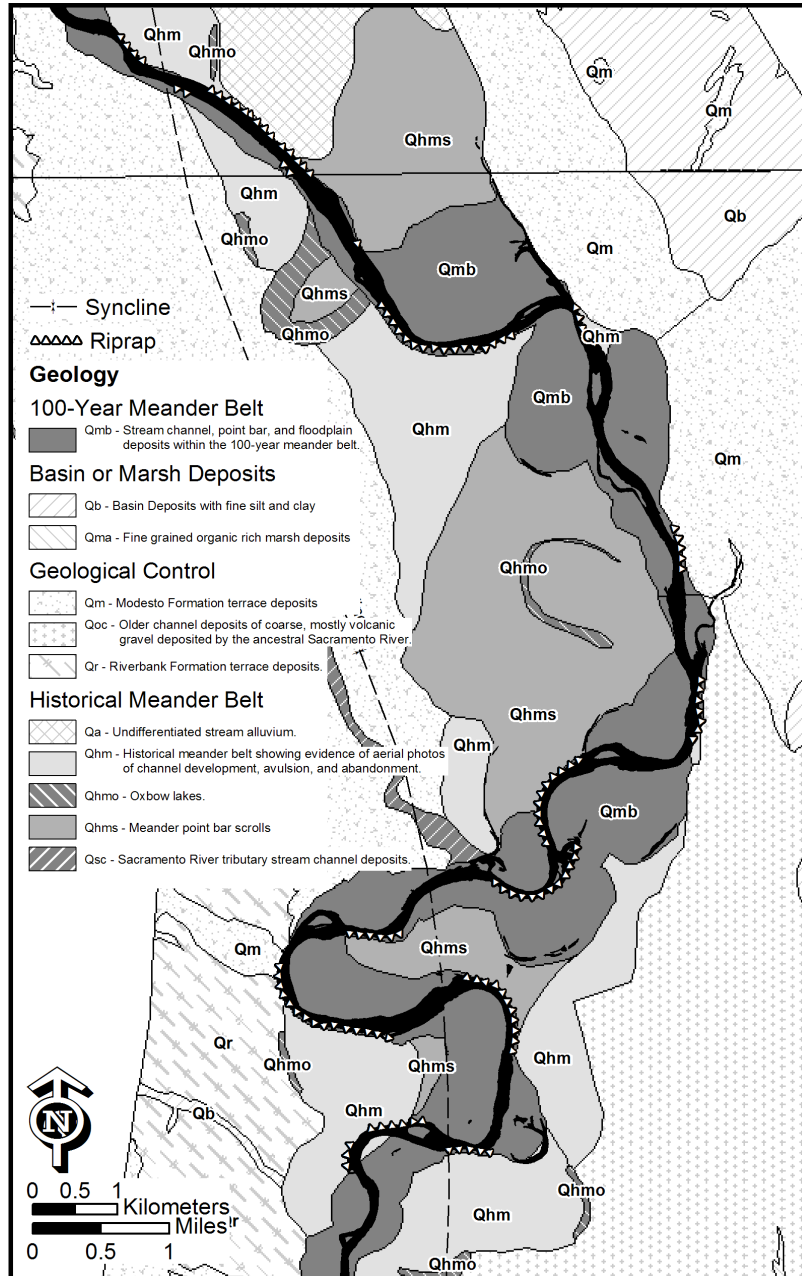 Qhm
Qhmo
Qm
Qm
Qhms
Qhm
Qb
Qhmo
Qm
Qmb
Qhms
Syncline
Qhmo
Qhm
Riprap
Geology
100-Year Meander Belt
Qmb
Qmb - Stream channel, point bar, and floodplain
deposits within the 100-year meander belt.
Qhm
Qm
Basin or Marsh Deposits
Qb - Basin Deposits with fine silt and clay
Qma - Fine grained organic rich marsh deposits
Qhmo
Geological Control
Qm - Modesto Formation terrace deposits
Qoc - Older channel deposits of coarse, mostly volcanic
gravel deposited by the ancestral Sacramento River.
Qr - Riverbank Formation terrace deposits.
Historical Meander Belt
Qhms
Qa - Undifferentiated stream alluvium.
Qhm
Qhm - Historical meander belt showing evidence of aerial photos
of channel development, avulsion, and abandonment.
Qhmo - Oxbow lakes.
Qmb
Qhms - Meander point bar scrolls
Qsc - Sacramento River tributary stream channel deposits.
Qm
Qhms
Qr
Qhmo
Qhms
Qhm
N
Qb
Qhm
0 0.5 1
Kilometers
Qhmo
Qhm
Miles
0 0.5 1
Qhmo